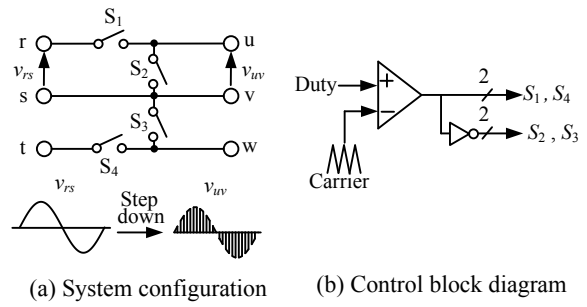 r
S1
u
vrs
S2
vuv
s
v
S3
t
S4
w
vrs
Step
down
vuv
(a) System configuration
Duty
+
−
2
S1 , S4
2
S2 , S3
Carrier
(b) Control block diagram